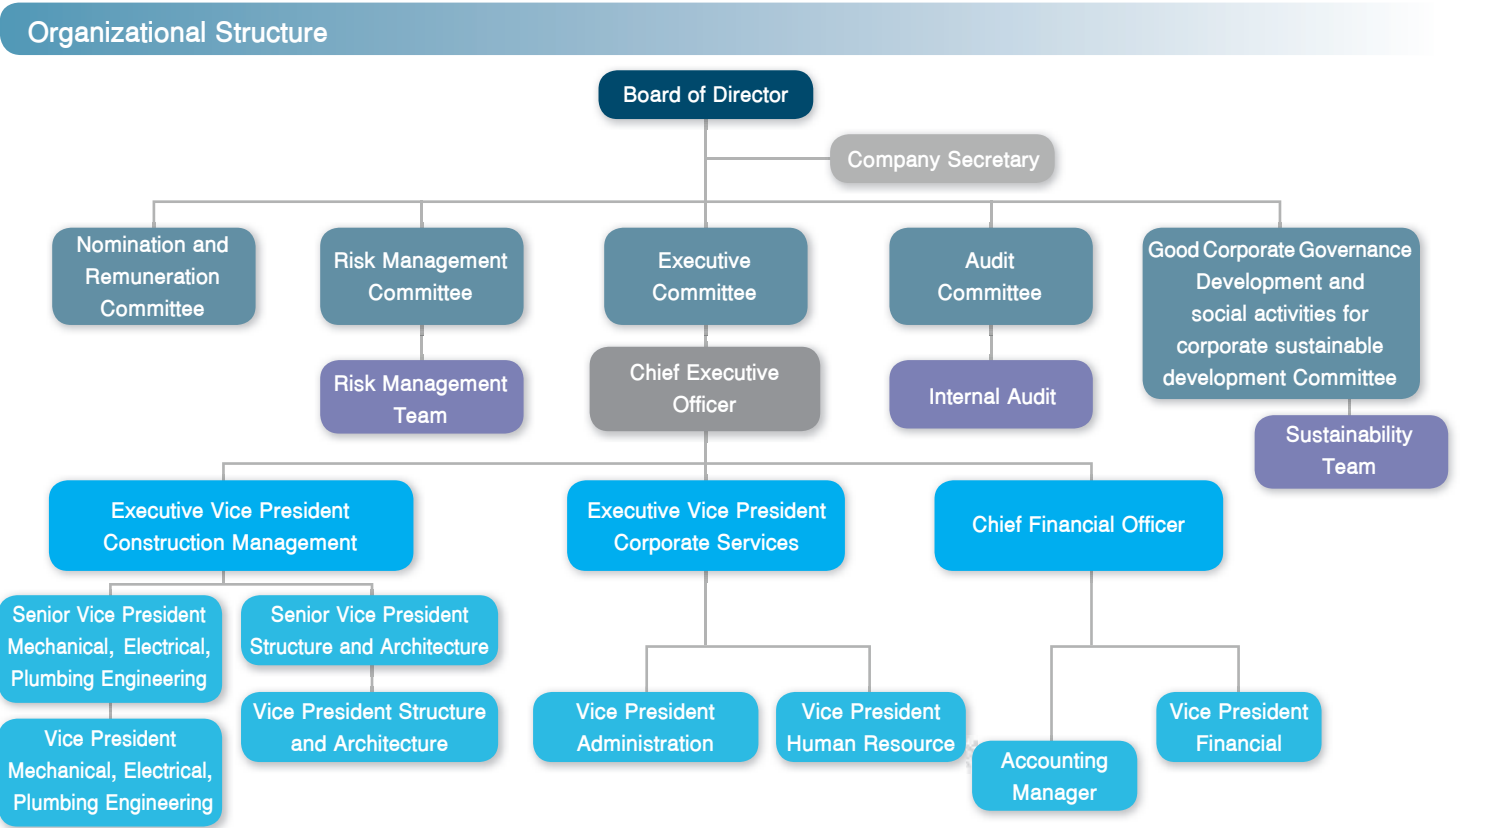 Organizational Structure
Board of Director
Company Secretary
Nomination and
Remuneration
Committee
Risk Management
Committee
Executive
Committee
Audit
Committee
Good Corporate Governance
Development and
social activities for
corporate sustainable
development Committee
Risk Management
Team
Chief Executive
Officer
Internal Audit
Sustainability
Team
Executive Vice President
Construction Management
Executive Vice President
Corporate Services
Chief Financial Officer
Senior Vice President
Mechanical, Electrical,
Plumbing Engineering
Senior Vice President
Structure and Architecture
Vice President
Mechanical, Electrical,
Plumbing Engineering
Vice President Structure
and Architecture
Vice President
Administration
Vice President
Human Resource
Accounting
Manager
Vice President
Financial